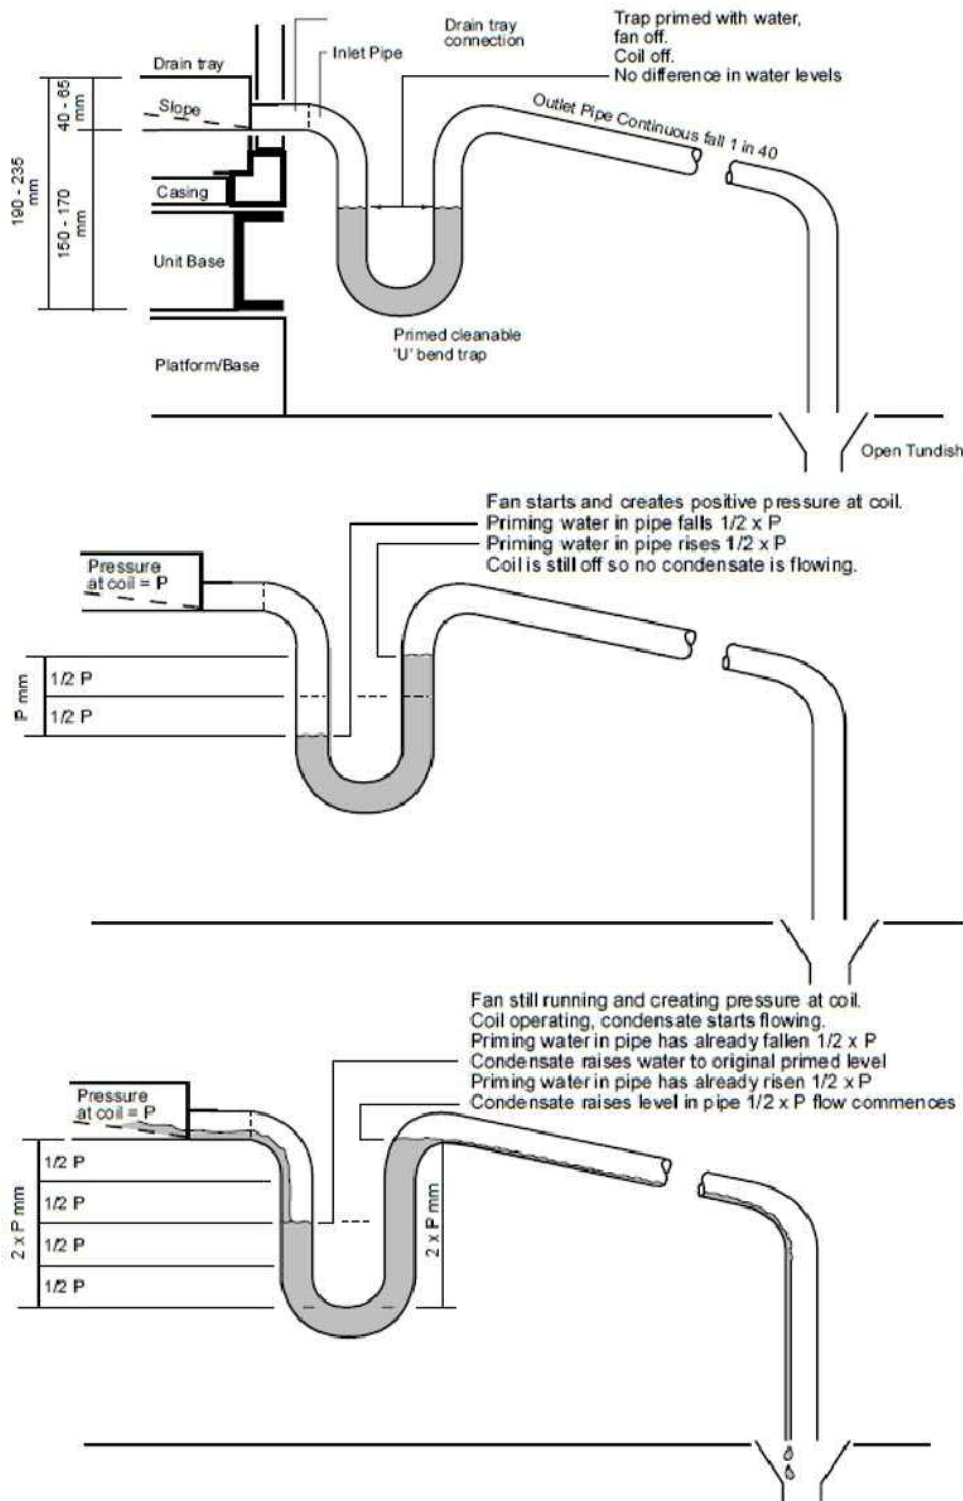 Drain tray
connection
Trap primed with water,
fan off.
Coil off.
No difference in water levels
Inlet Pipe
Drain tray
Slope
40 - 65
mm
Outlet Pipe Continuous fall 1 in 40
190 - 235
mm
150 - 170
mm
Casing
Unit Base
Primed cleanable
'U' bend trap
Platform/Base
Open Tundish
Fan starts and creates positive pressure at coil.
Priming water in pipe falls 1/2 x P
Priming water in pipe rises 1/2 x P
Coil is still off so no condensate is flowing.
Pressure
at coil = P
P mm
1/2 P
1/2 P
Fan still running and creating pressure at coil.
Coil operating, condensate starts flowing.
Priming water in pipe has already fallen 1/2 x P
Condensate raises water to original primed level
Priming water in pipe has already risen 1/2 x P
Condensate raises level in pipe 1/2 x P flow commences
Pressure
at coil = P
2 x P mm
1/2 P
1/2 P
1/2 P
1/2 P
2 x P mm